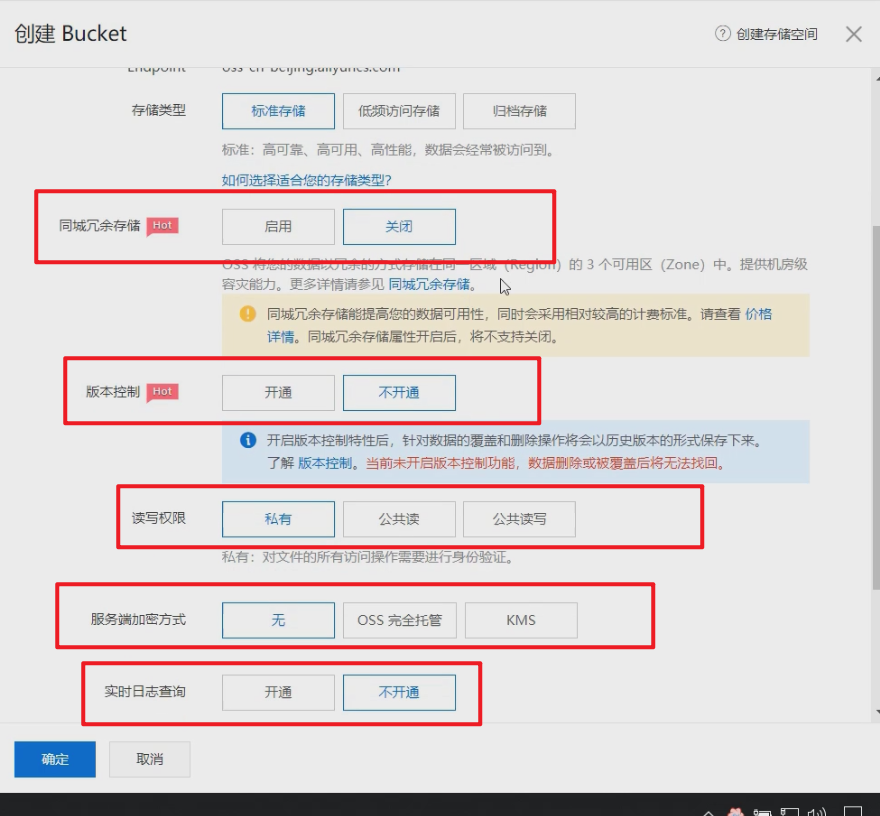 创建 Bucket
创建存储空间
Endpoint oss-cn-beijing.aliyuncs.com
存储类型 标准存储 低频访问存储 归档存储
标准：高可靠、高可用、高性能，数据会经常被访问到。
如何选择适合您的存储类型?
同城冗余存储 Hot 启用 关闭
OSS 将您的数据以冗余的方式存储在同一区域（Region）的 3 个可用区（Zone）中。提供机房级
容灾能力。更多详情请参见 同城冗余存储。
同城冗余存储能提高您的数据可用性，同时会采用相对较高的计费标准。请查看 价格
详情。同城冗余存储属性开启后，将不支持关闭。
版本控制 Hot 开通 不开通
开启版本控制特性后，针对数据的覆盖和删除操作将会以历史版本的形式保存下来。
了解 版本控制。当前未开启版本控制功能，数据删除或被覆盖后将无法找回。
读写权限 私有 公共读 公共读写
私有：对文件的所有访问操作需要进行身份验证。
服务端加密方式 无 OSS 完全托管 KMS
实时日志查询 开通 不开通
确定 取消